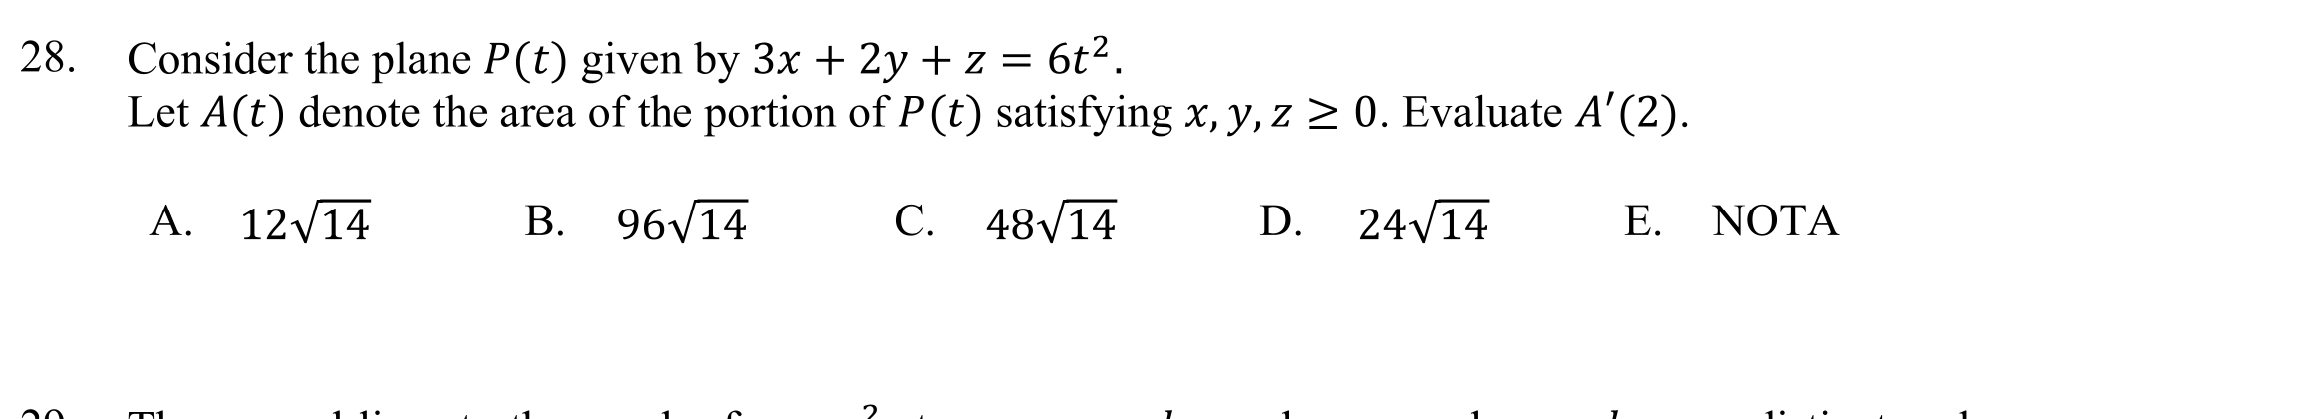 28. Consider the plane P(t) given by 3x + 2y + z = 6t².
Let A(t) denote the area of the portion of P(t) satisfying x, y, z ≥ 0. Evaluate A′(2).
A. 12√14 B. 96√14 C. 48√14 D. 24√14 E. NOTA